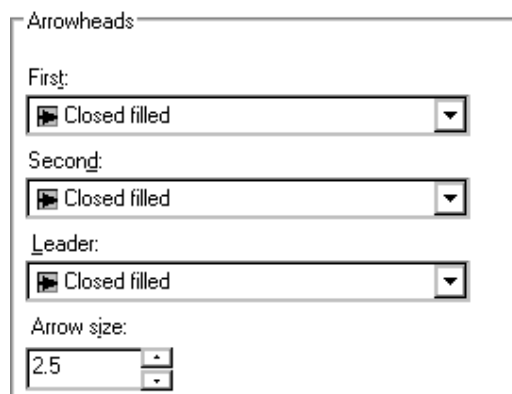 Arrowheads
First:
Closed filled
Second:
Closed filled
Leader:
Closed filled
Arrow size:
2.5